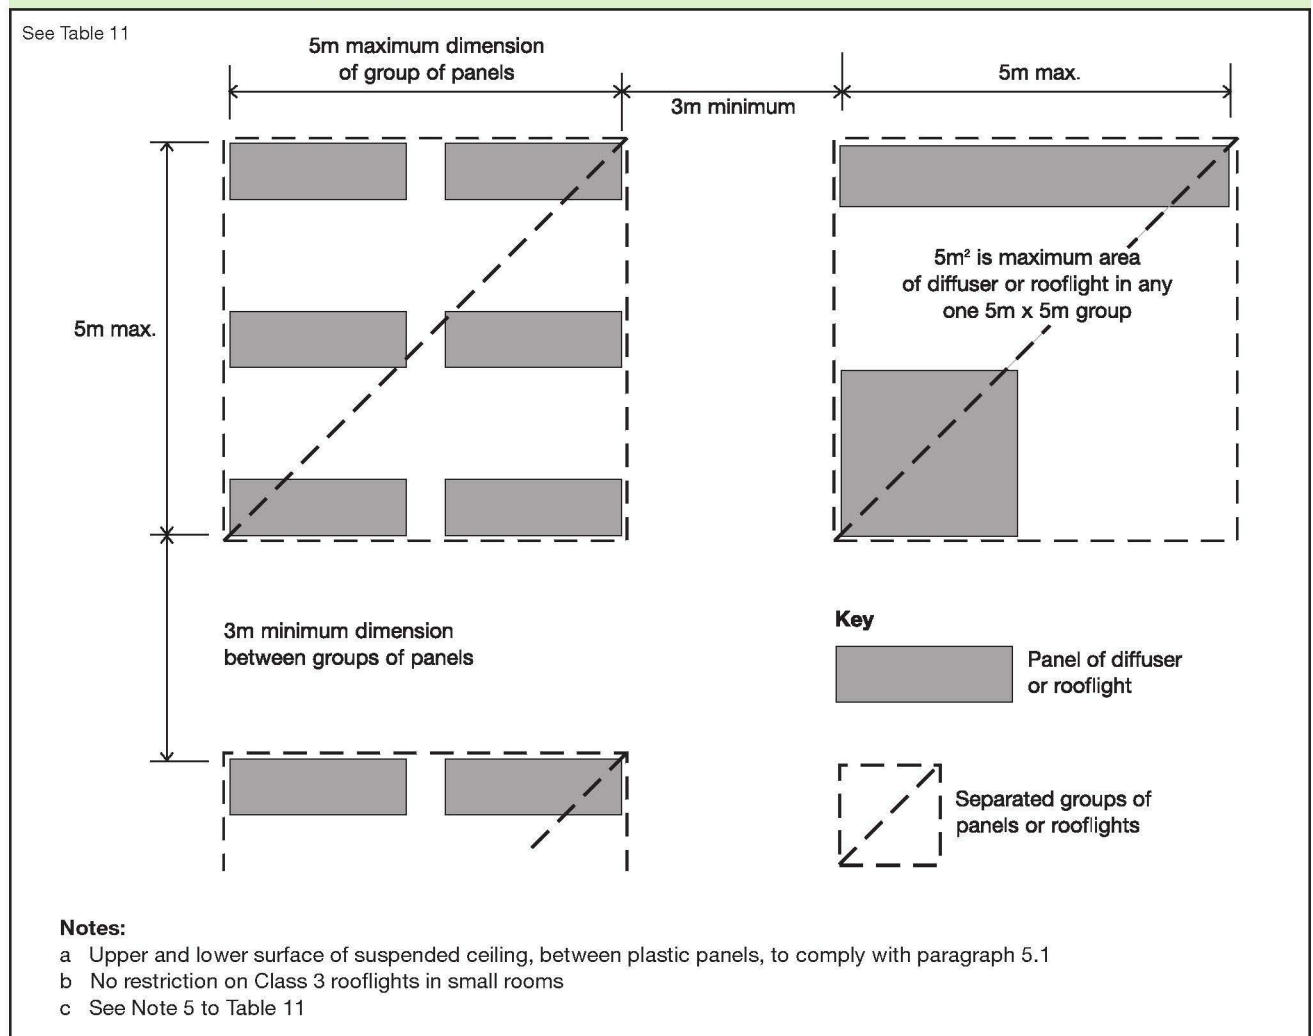 See Table 11
5m maximum dimension
of group of panels
5m max.
3m minimum
5m² is maximum area
of diffuser or rooflight in any
one 5m x 5m group
5m max.
3m minimum dimension
between groups of panels
Key
Panel of diffuser
or rooflight
Separated groups of
panels or rooflights
Notes:
a Upper and lower surface of suspended ceiling, between plastic panels, to comply with paragraph 5.1
b No restriction on Class 3 rooflights in small rooms
c See Note 5 to Table 11